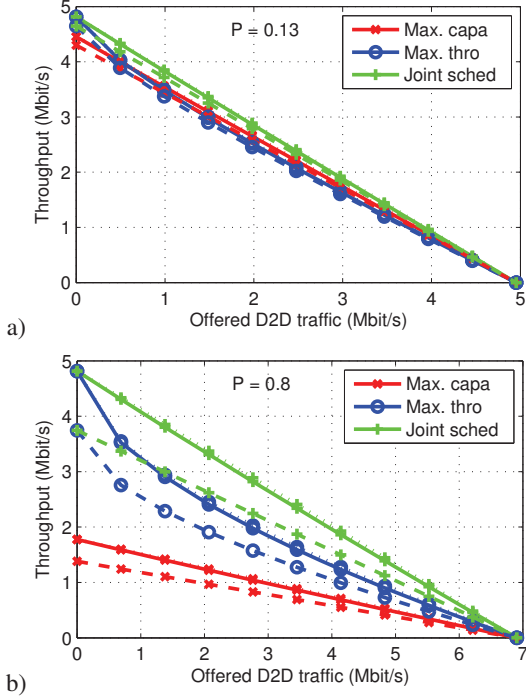 5
4
3
2
1
0
Throughput (Mbit/s)
P = 0.13
Max. capa
Max. thro
Joint sched
0 1 2 3 4 5
Offered D2D traffic (Mbit/s)
a)
5
4
3
2
1
0
Throughput (Mbit/s)
P = 0.8
Max. capa
Max. thro
Joint sched
0 1 2 3 4 5 6 7
Offered D2D traffic (Mbit/s)
b)